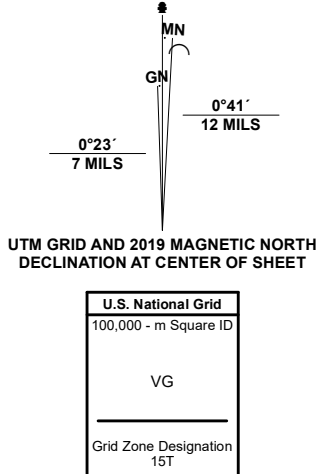 MN
GN
0°41´
12 MILS
0°23´
7 MILS
UTM GRID AND 2019 MAGNETIC NORTH
DECLINATION AT CENTER OF SHEET
U.S. National Grid
100,000 - m Square ID
VG
Grid Zone Designation
15T